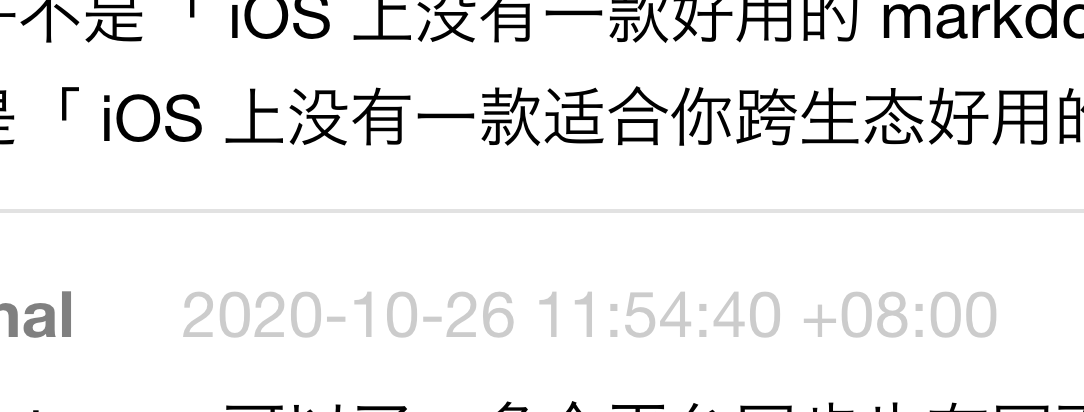 不是「 iOS 上没有一款好用的 markdo
是「 iOS 上没有一款适合你跨生态好用的
nal 2020-10-26 11:54:40 +08:00